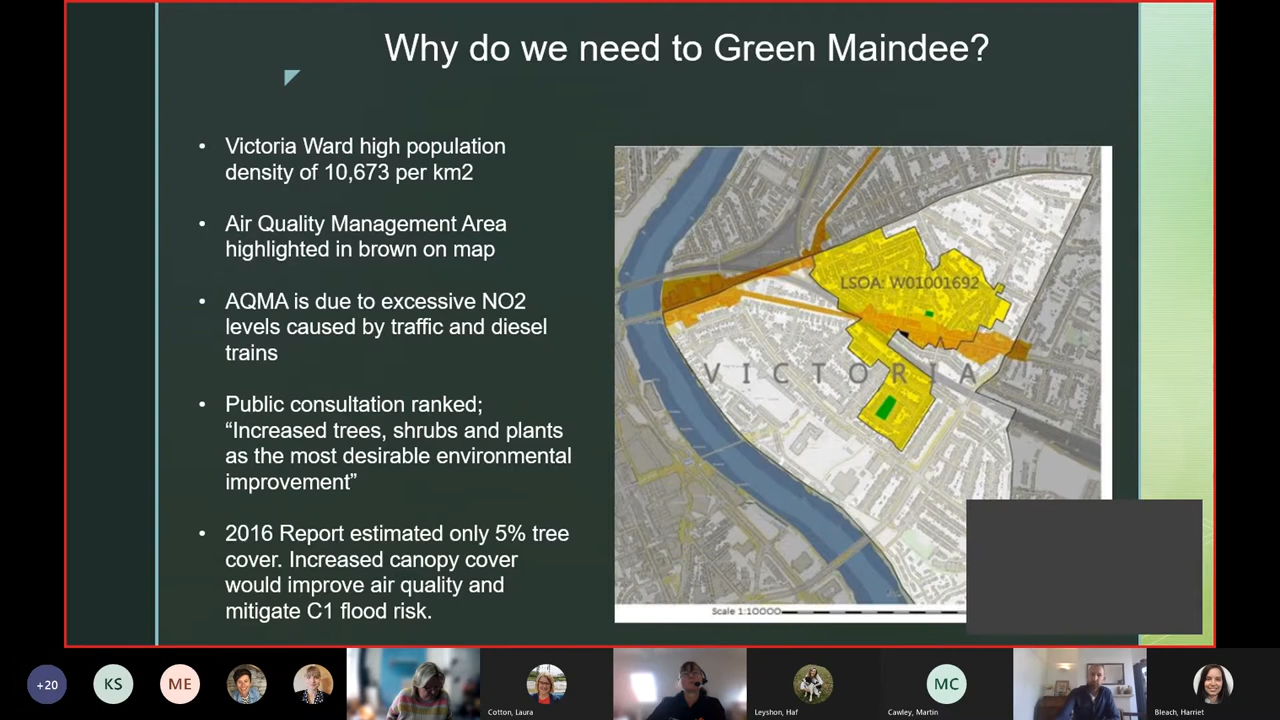 Why do we need to Green Maindee?
• Victoria Ward high population
density of 10,673 per km2
• Air Quality Management Area
highlighted in brown on map
• AQMA is due to excessive NO2
levels caused by traffic and diesel
trains
• Public consultation ranked;
“Increased trees, shrubs and plants
as the most desirable environmental
improvement”
• 2016 Report estimated only 5% tree
cover. Increased canopy cover
would improve air quality and
mitigate C1 flood risk.
LSOA: W01001692
VICTORIA
Scale 1:10000
+20
KS
ME
Cotton, Laura
Leyshon, Haf
MC
Cawley, Martin
Bleach, Harriet